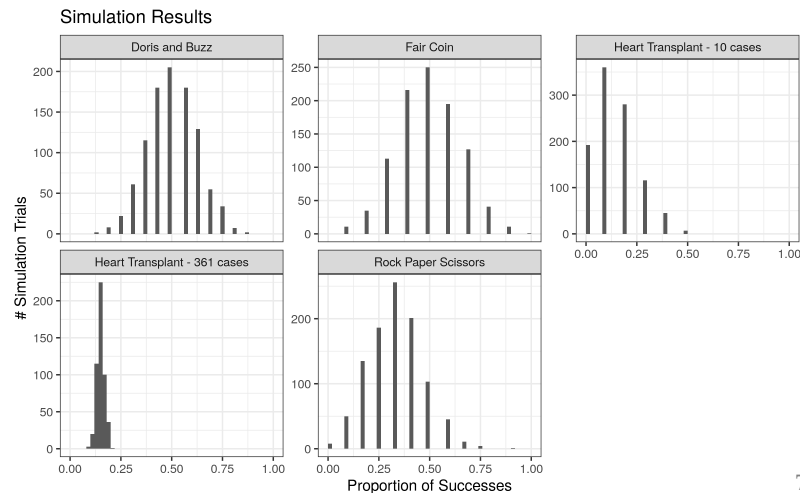 Simulation Results
Doris and Buzz
Fair Coin
Heart Transplant - 10 cases
200
150
100
50
0
250
200
150
100
50
0
300
200
100
0
0.00 0.25 0.50 0.75 1.00
# Simulation Trials
Heart Transplant - 361 cases
Rock Paper Scissors
200
150
100
50
0
200
100
0
0.00 0.25 0.50 0.75 1.00
0.00 0.25 0.50 0.75 1.00
Proportion of Successes